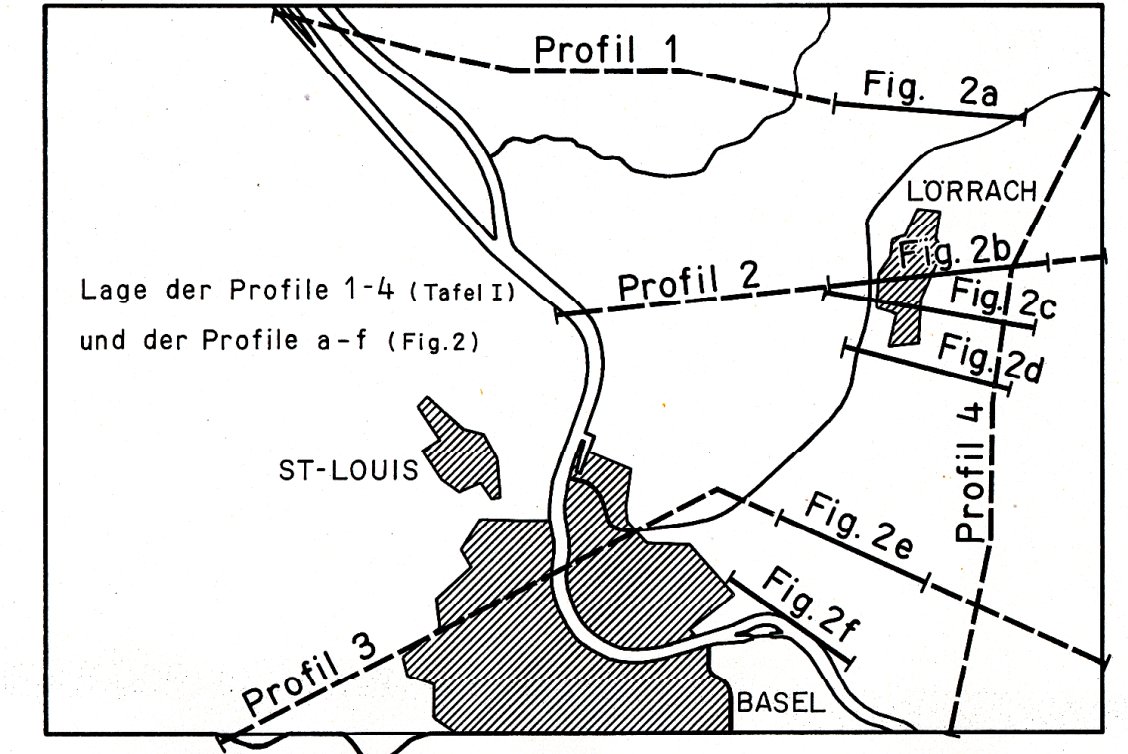 Profil 1
Fig. 2a
LÖRRACH
Fig. 2b
Profil 2
Fig. 2c
Lage der Profile 1-4 (Tafel I)
und der Profile a-f (Fig.2)
Fig. 2d
Profil 4
ST-LOUIS
Fig. 2e
Fig. 2f
Profil 3
BASEL